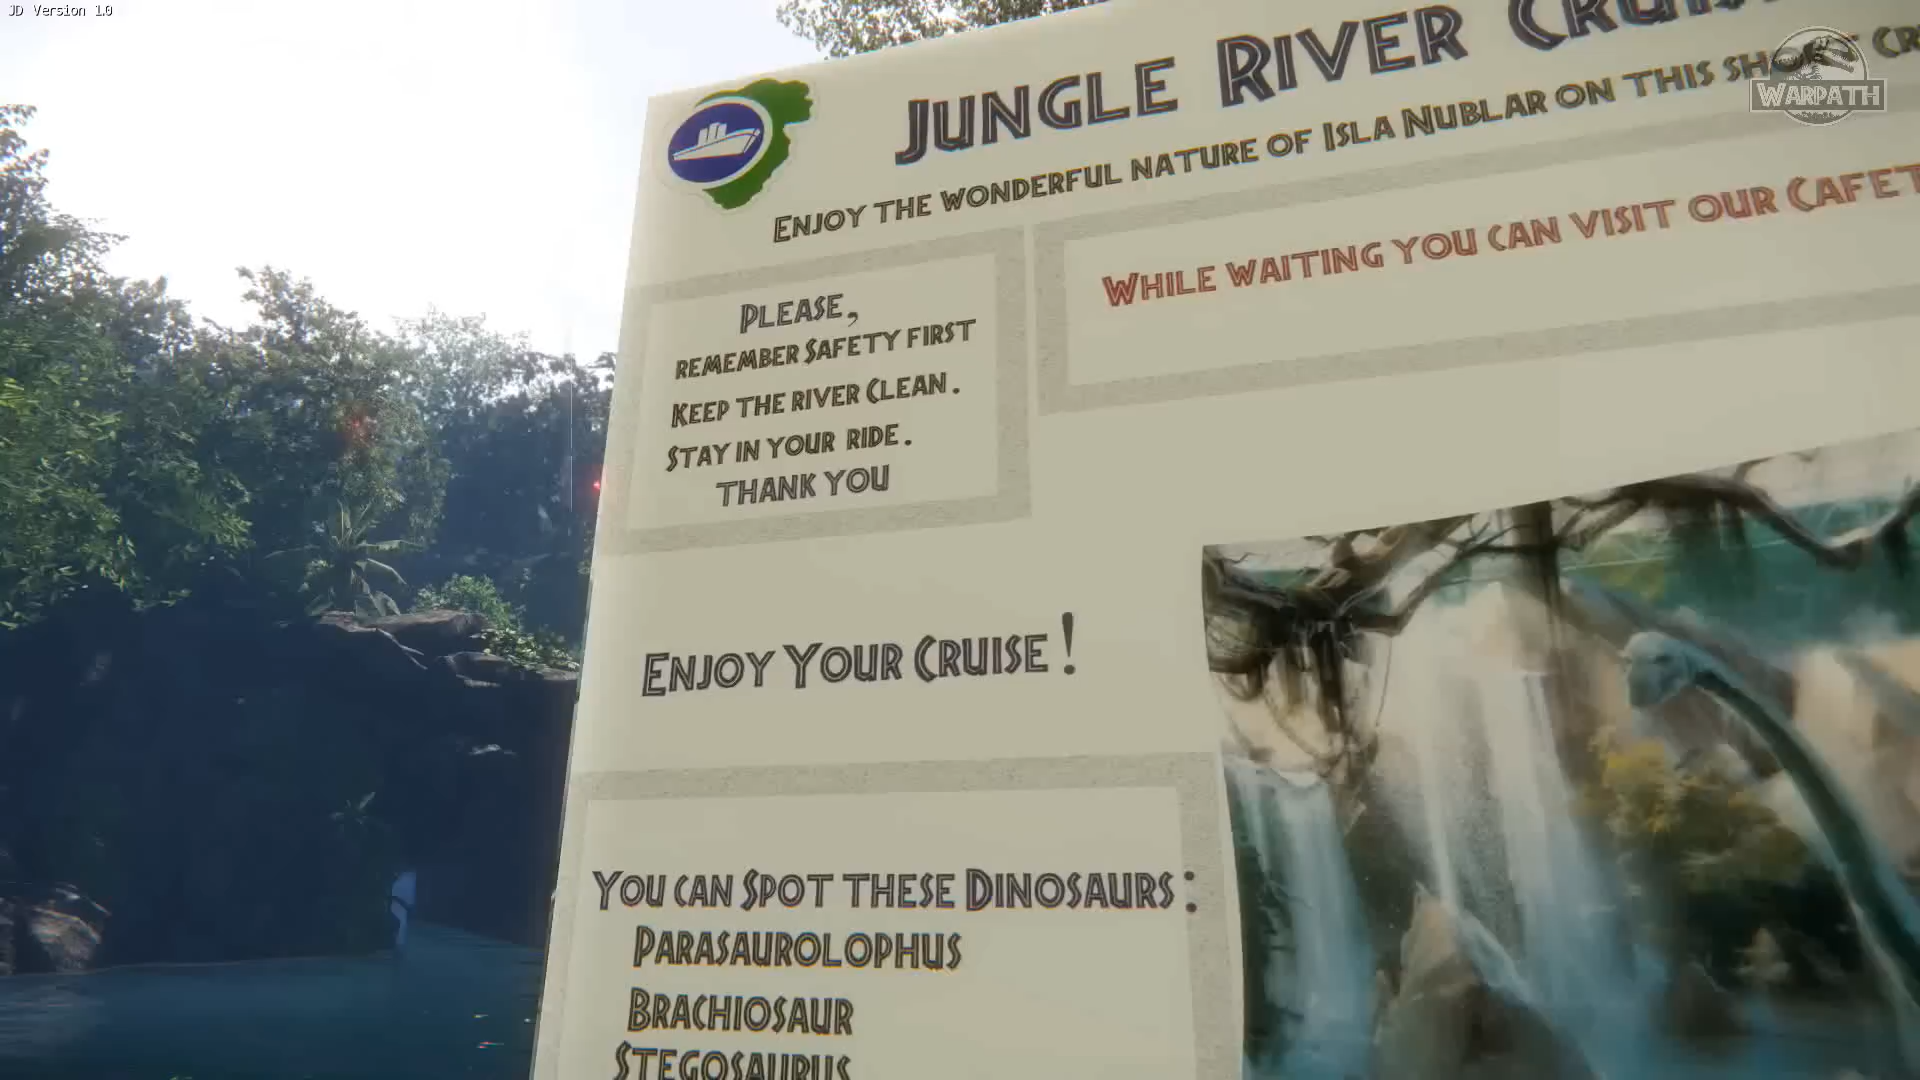 JD Version 1.0
Jungle River
Enjoy the wonderful nature of Isla Nublar on this short
WARPATH
While waiting you can visit our
Please,
remember Safety first
Keep the river Clean.
Stay in your ride.
Thank you
Enjoy Your Cruise!
You can Spot these Dinosaurs:
Parasaurolophus
Brachiosaur
Stegosaurus